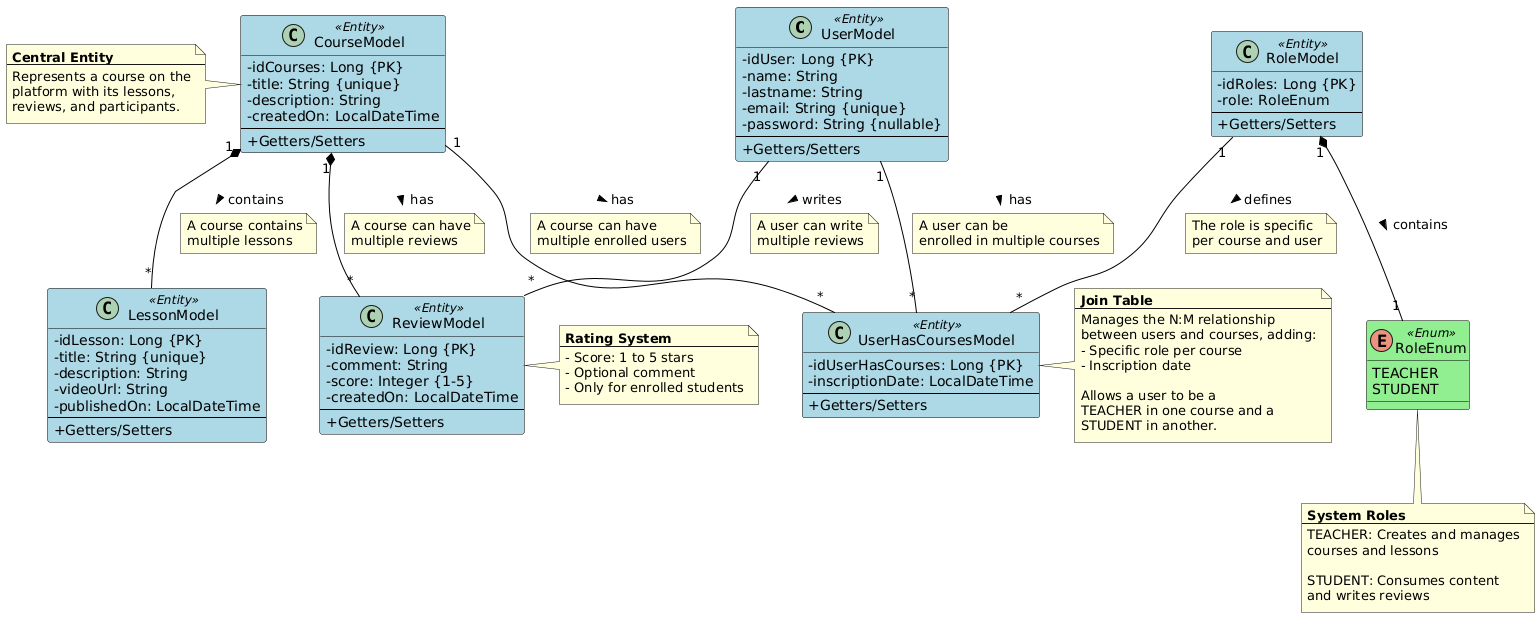 «Entity»
C CourseModel
-idCourses: Long {PK}
-title: String {unique}
-description: String
-createdOn: LocalDateTime
+Getters/Setters
Central Entity
Represents a course on the
platform with its lessons,
reviews, and participants.
«Entity»
C UserModel
-idUser: Long {PK}
-name: String
-lastname: String
-email: String {unique}
-password: String {nullable}
+Getters/Setters
«Entity»
C RoleModel
-idRoles: Long {PK}
-role: RoleEnum
+Getters/Setters
1
1
1
1
1
1
1
contains
has
has
writes
has
defines
contains
A course contains
multiple lessons
A course can have
multiple reviews
A course can have
multiple enrolled users
A user can write
multiple reviews
A user can be
enrolled in multiple courses
The role is specific
per course and user
*
*
*
*
*
*
1
«Entity»
C LessonModel
-idLesson: Long {PK}
-title: String {unique}
-description: String
-videoUrl: String
-publishedOn: LocalDateTime
+Getters/Setters
«Entity»
C ReviewModel
-idReview: Long {PK}
-comment: String
-score: Integer {1-5}
-createdOn: LocalDateTime
+Getters/Setters
Rating System
- Score: 1 to 5 stars
- Optional comment
- Only for enrolled students
«Entity»
C UserHasCoursesModel
-idUserHasCourses: Long {PK}
-inscriptionDate: LocalDateTime
+Getters/Setters
Join Table
Manages the N:M relationship
between users and courses, adding:
- Specific role per course
- Inscription date
Allows a user to be a
TEACHER in one course and a
STUDENT in another.
«Enum»
E RoleEnum
TEACHER
STUDENT
System Roles
TEACHER: Creates and manages
courses and lessons
STUDENT: Consumes content
and writes reviews